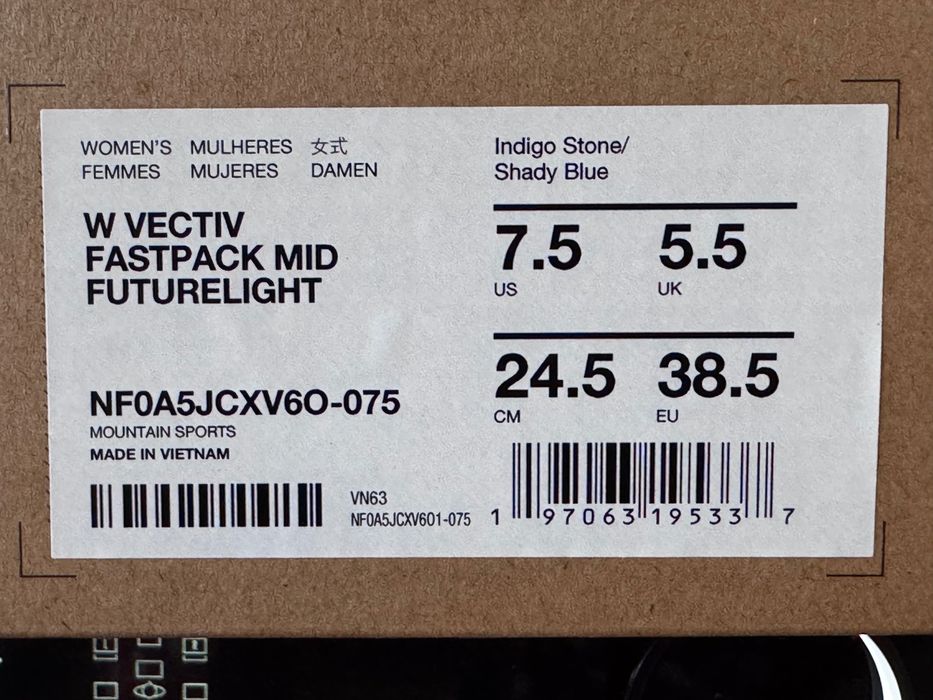 WOMEN'S MULHERES 女式
FEMMES MUJERES DAMEN
W VECTIV
FASTPACK MID
FUTURELIGHT
NF0A5JCXV6O-075
MOUNTAIN SPORTS
MADE IN VIETNAM
VN63
NF0A5JCXV601-075
Indigo Stone/
Shady Blue
7.5 5.5
US UK
24.5 38.5
CM EU
1 97063 19533 7